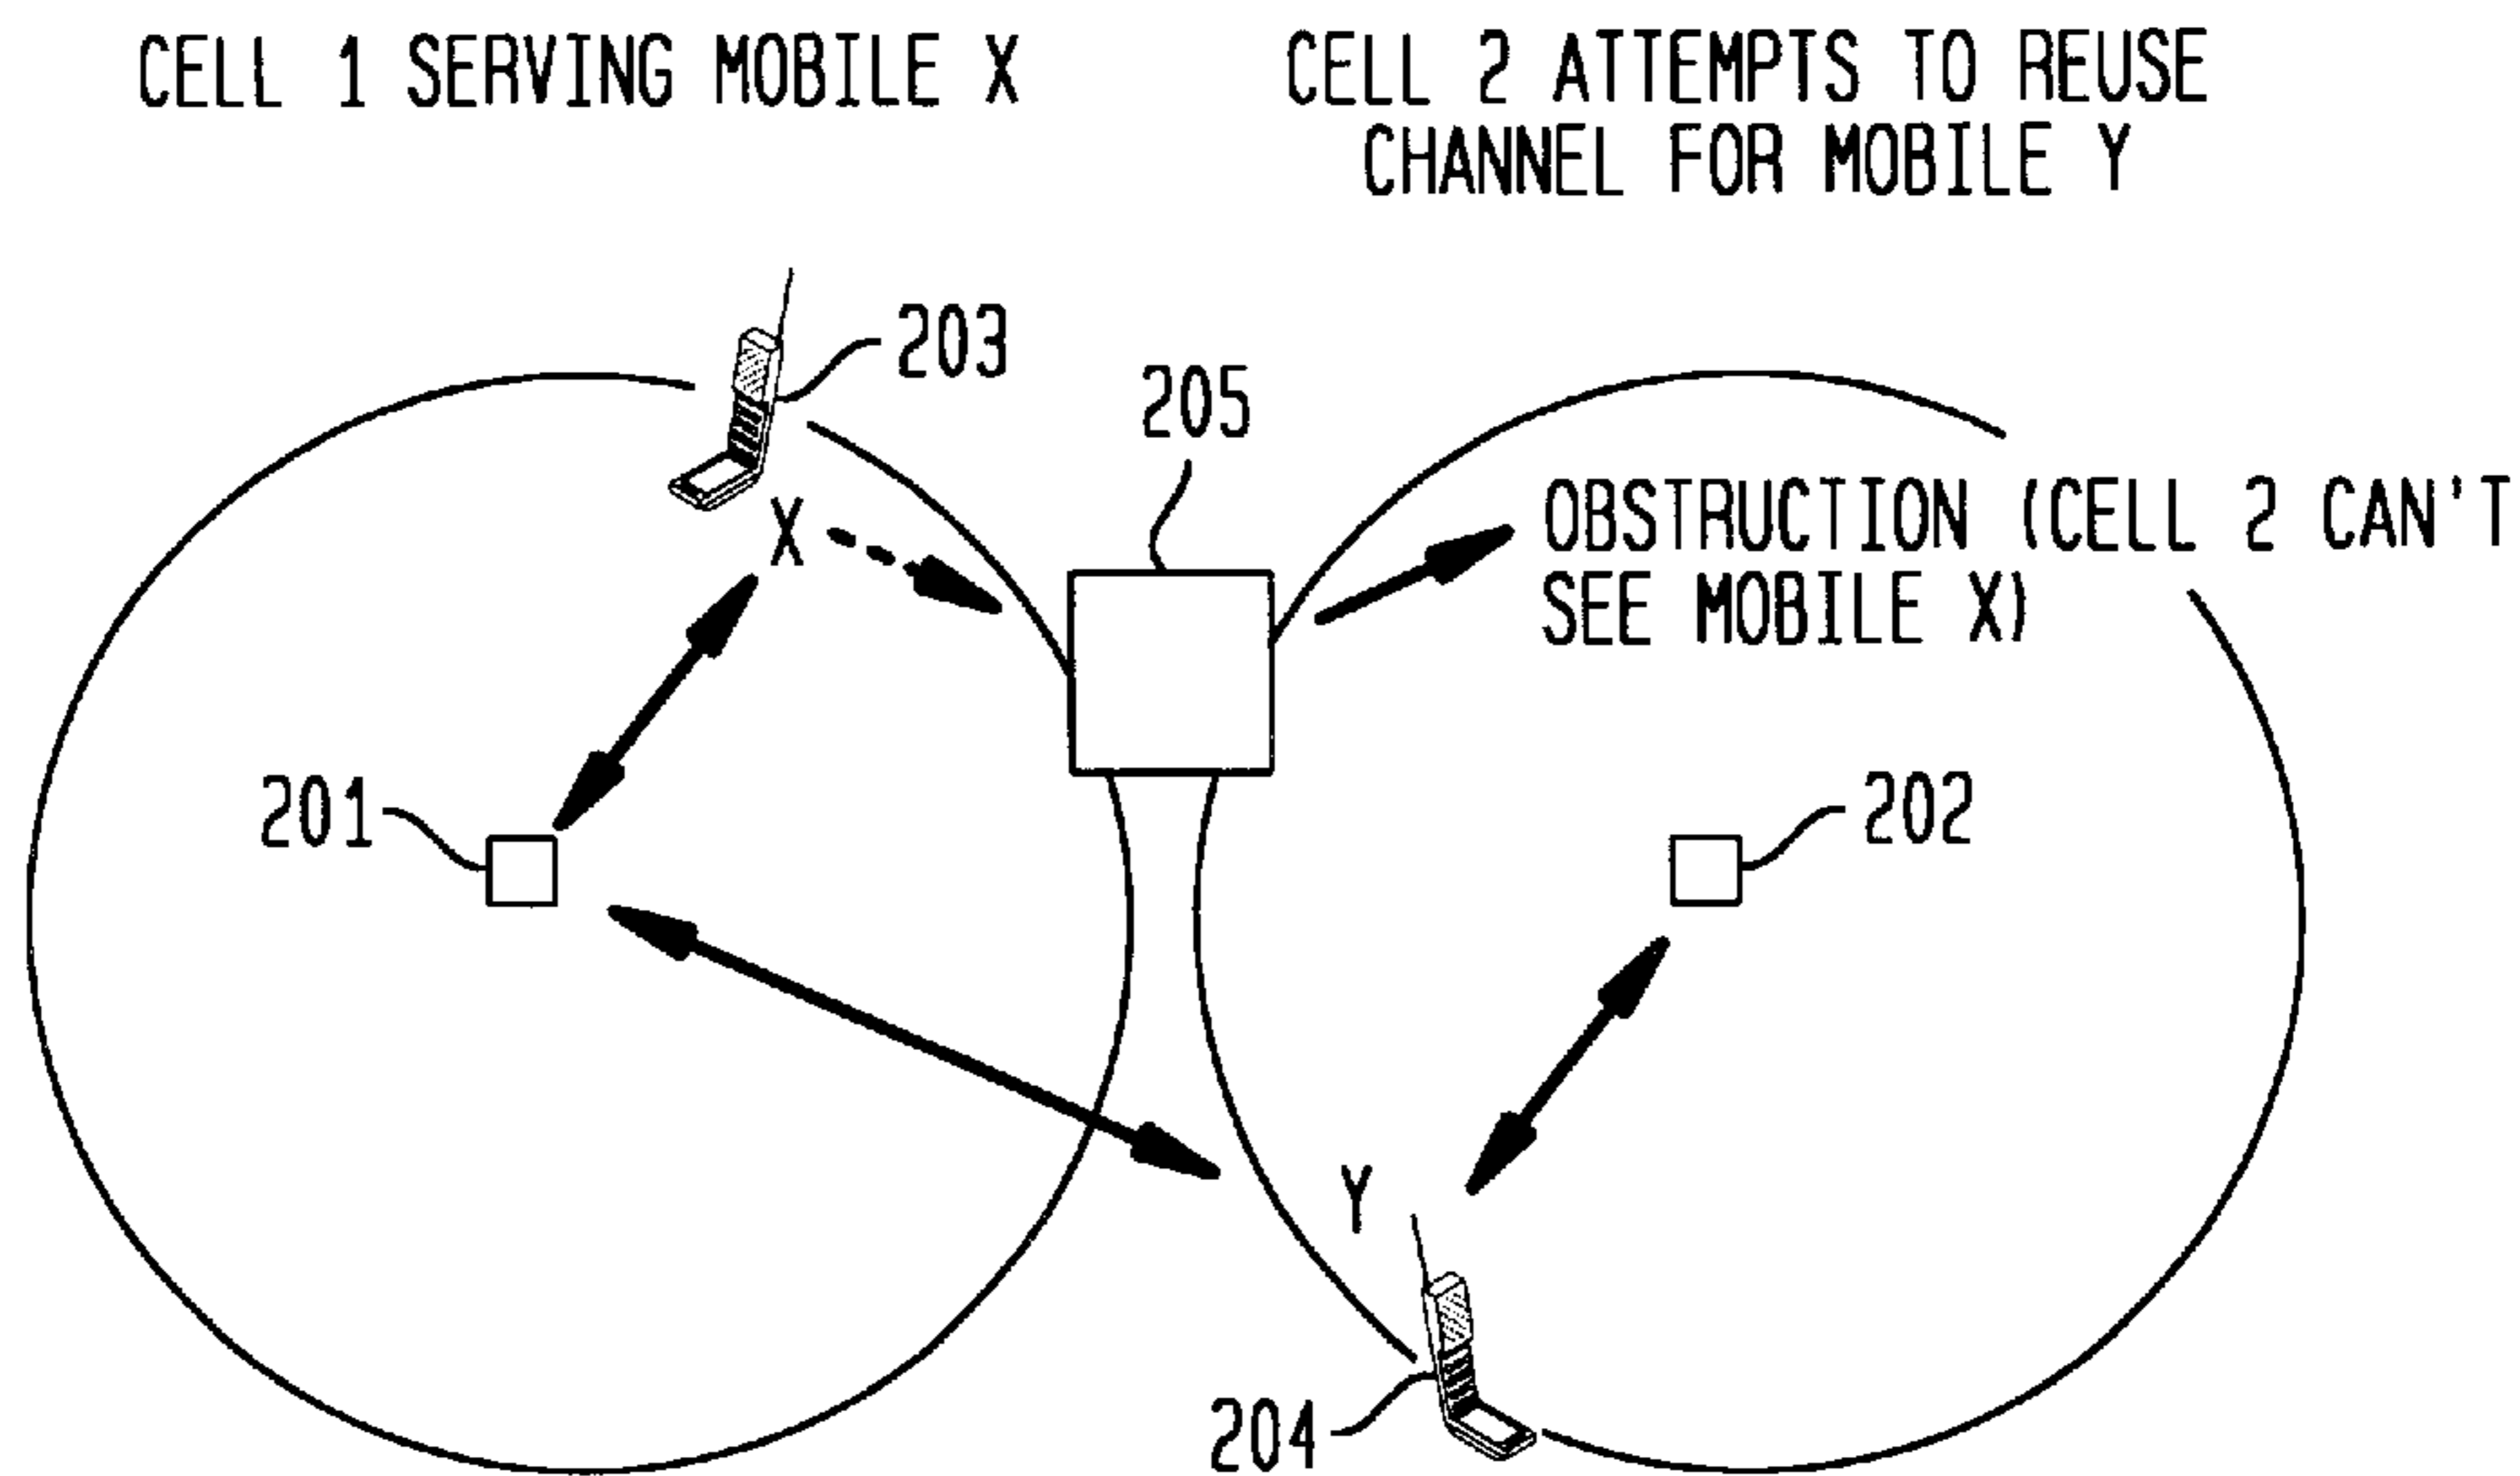 CELL 1 SERVING MOBILE X
CELL 2 ATTEMPTS TO REUSE
CHANNEL FOR MOBILE Y
203
205
X
OBSTRUCTION (CELL 2 CAN'T
SEE MOBILE X)
201
202
Y
204